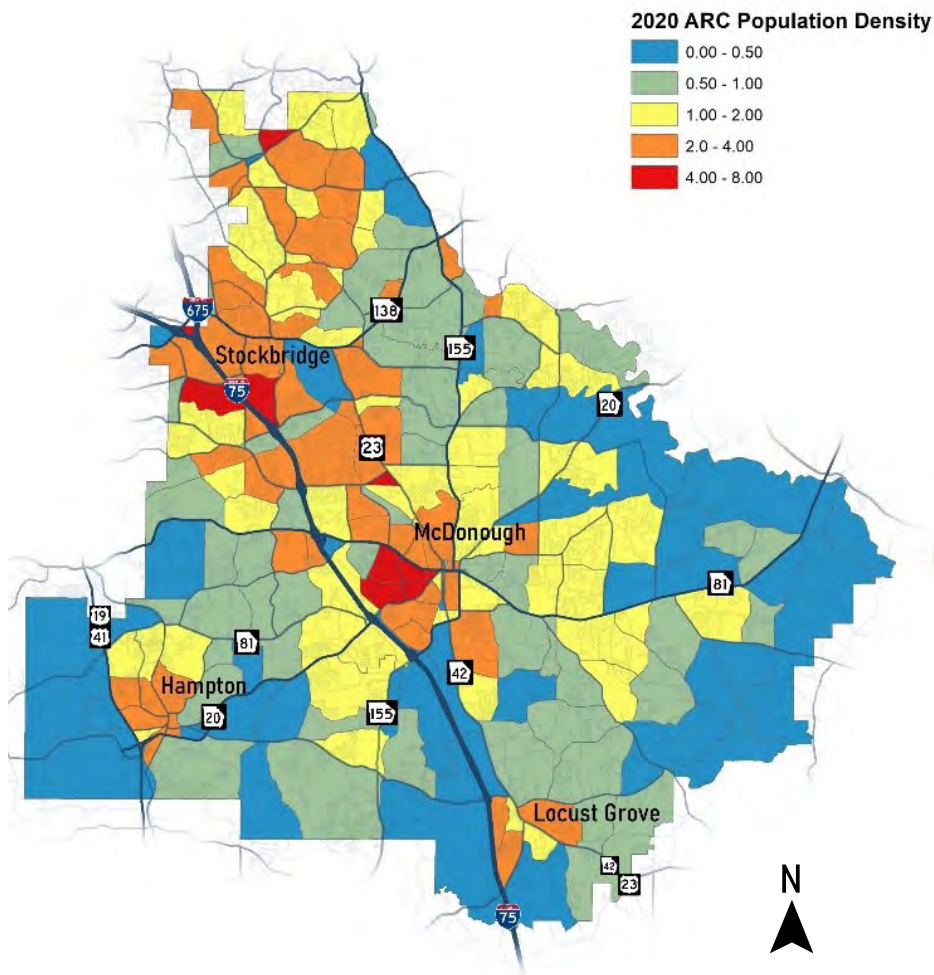 2020 ARC Population Density
0.00 - 0.50
0.50 - 1.00
1.00 - 2.00
2.0 - 4.00
4.00 - 8.00
675
138
155
Stockbridge
75
20
23
McDonough
81
19
41
81
42
Hampton
20
155
Locust Grove
42
23
N
75